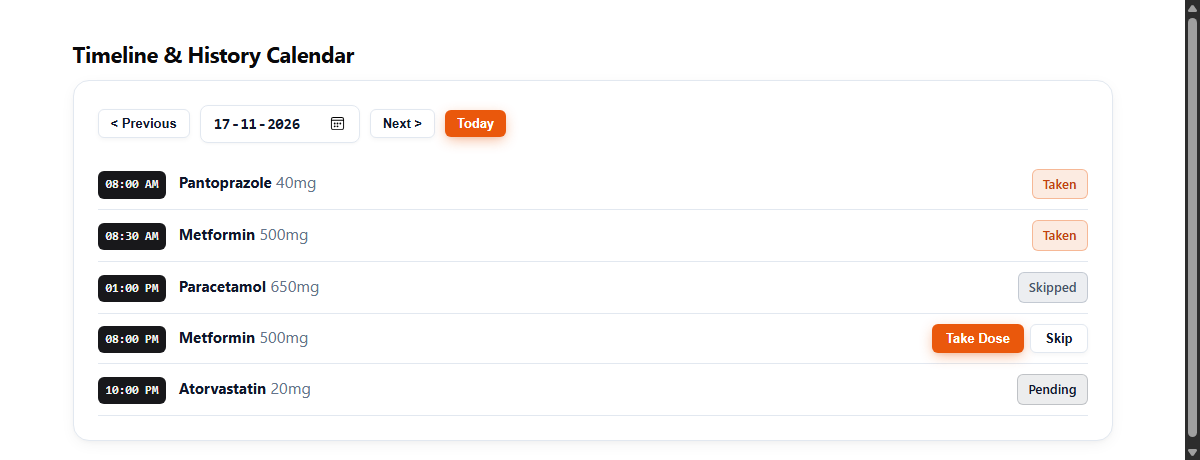 Timeline & History Calendar
< Previous 17-11-2026 Next > Today
08:00 AM Pantoprazole 40mg Taken
08:30 AM Metformin 500mg Taken
01:00 PM Paracetamol 650mg Skipped
08:00 PM Metformin 500mg Take Dose Skip
10:00 PM Atorvastatin 20mg Pending